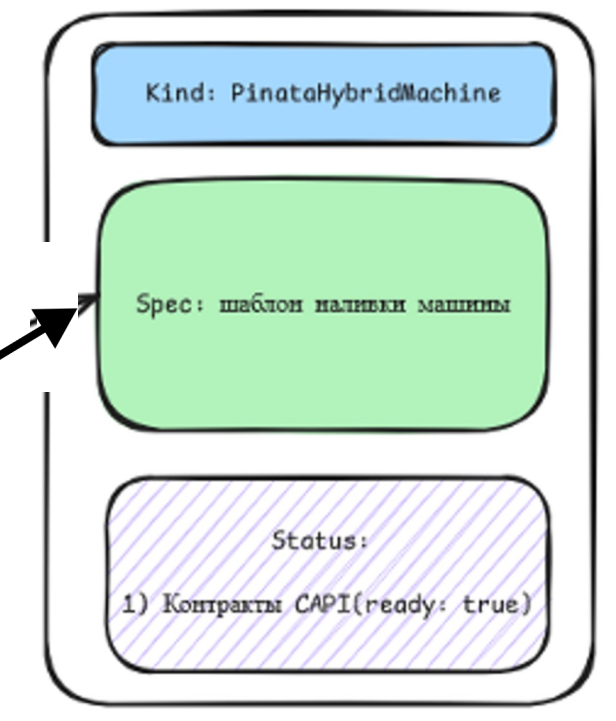 Kind: PinataHybridMachine
Spec: шаблон наливки машины
Status:
1) Контракты CAPI(ready: true)